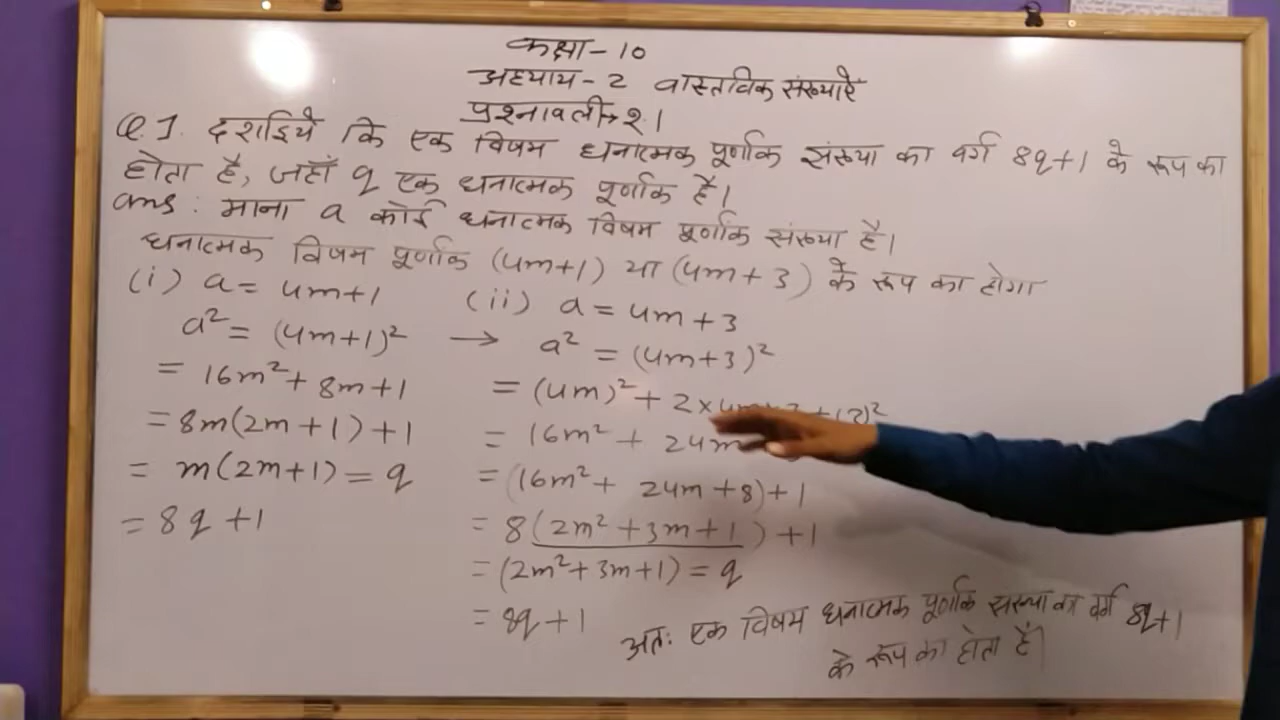 कक्षा - 10
अध्याय - 2 वास्तविक संख्याएँ
प्रश्नावली → 2.1
Q.1. दर्शाइये कि एक विषम धनात्मक पूर्णांक संख्या का वर्ग 8q+1 के रूप का
होता है, जहाँ q एक धनात्मक पूर्णांक है।
ans: माना a कोई धनात्मक विषम पूर्णांक संख्या है।
धनात्मक विषम पूर्णांक (4m+1) या (4m+3) के रूप का होगा
(i) a = 4m+1
a² = (4m+1)² →
= 16m² + 8m + 1
= 8m(2m+1)+1
= m(2m+1) = q
= 8q+1
(ii) a = 4m+3
a² = (4m+3)²
= (4m)² + 2×4m
= 16m² + 24m
= (16m² + 24m+8)+1
= 8(2m²+3m+1)+1
= (2m²+3m+1) = q
= 8q+1
अतः एक विषम धनात्मक पूर्णांक संख्या का वर्ग 8q+1
के रूप का होता है।